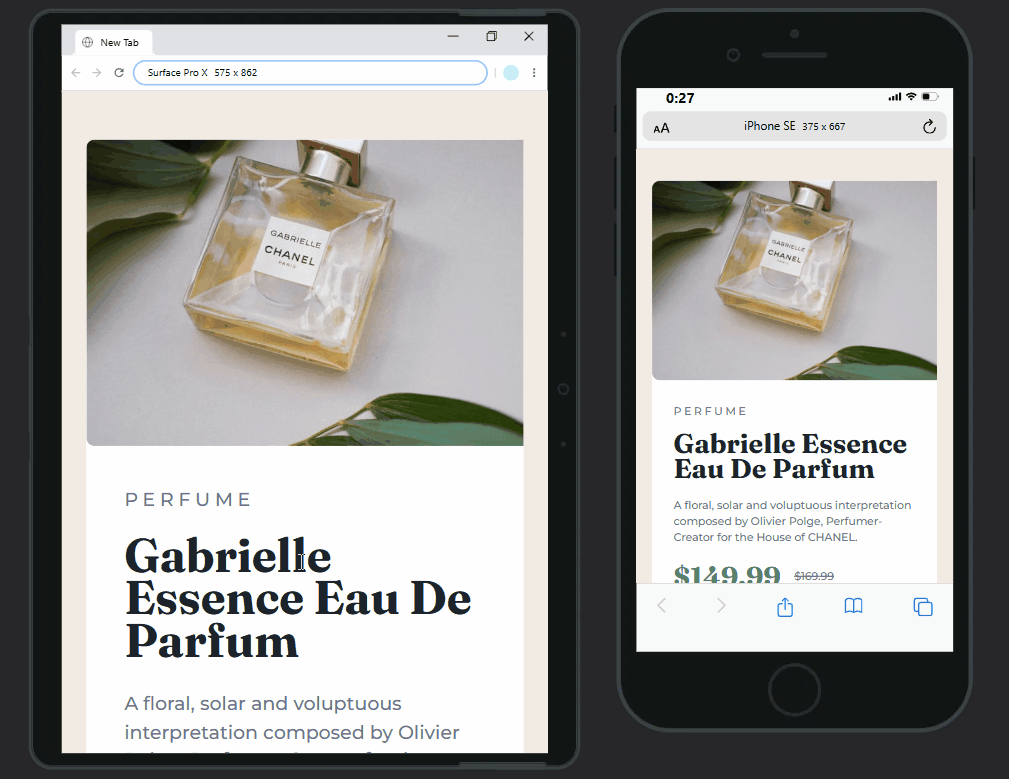 New Tab
Surface Pro X 575 x 862
GABRIELLE
CHANEL
PARIS
PERFUME
Gabrielle
Essence Eau De
Parfum
A floral, solar and voluptuous
interpretation composed by Olivier
0:27
AA
iPhone SE 375 x 667
GABRIELLE
CHANEL
PARIS
PERFUME
Gabrielle Essence
Eau De Parfum
A floral, solar and voluptuous interpretation
composed by Olivier Polge, Perfumer-
Creator for the House of CHANEL.
$149.99 $169.99